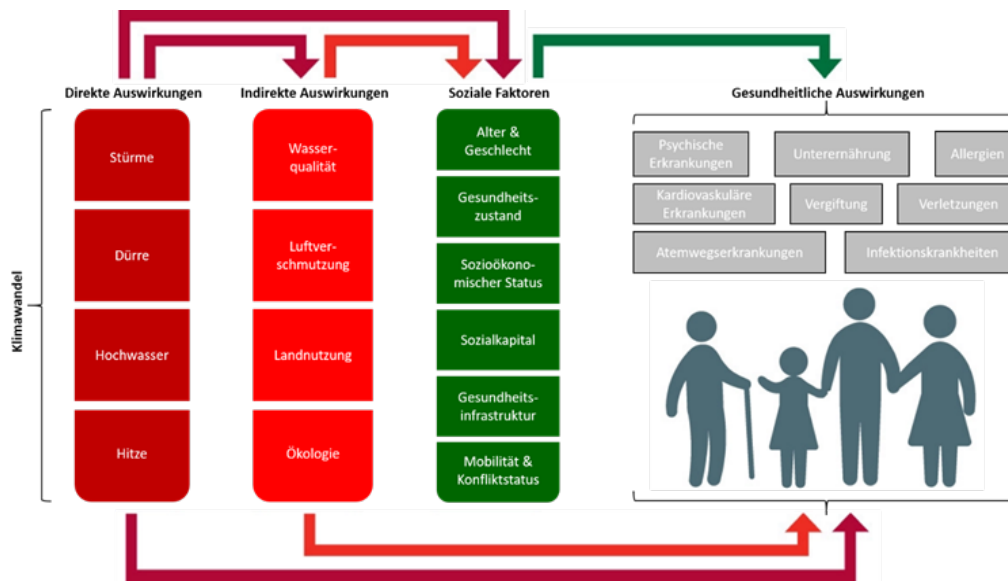 Direkte Auswirkungen
Indirekte Auswirkungen
Soziale Faktoren
Gesundheitliche Auswirkungen
Klimawandel
Stürme
Dürre
Hochwasser
Hitze
Wasser-
qualität
Luftver-
schmutzung
Landnutzung
Ökologie
Alter &
Geschlecht
Gesundheits-
zustand
Sozioökono-
mischer Status
Sozialkapital
Gesundheits-
infrastruktur
Mobilität &
Konfliktstatus
Psychische
Erkrankungen
Unterernährung
Allergien
Kardiovaskuläre
Erkrankungen
Vergiftung
Verletzungen
Atemwegserkrankungen
Infektionskrankheiten